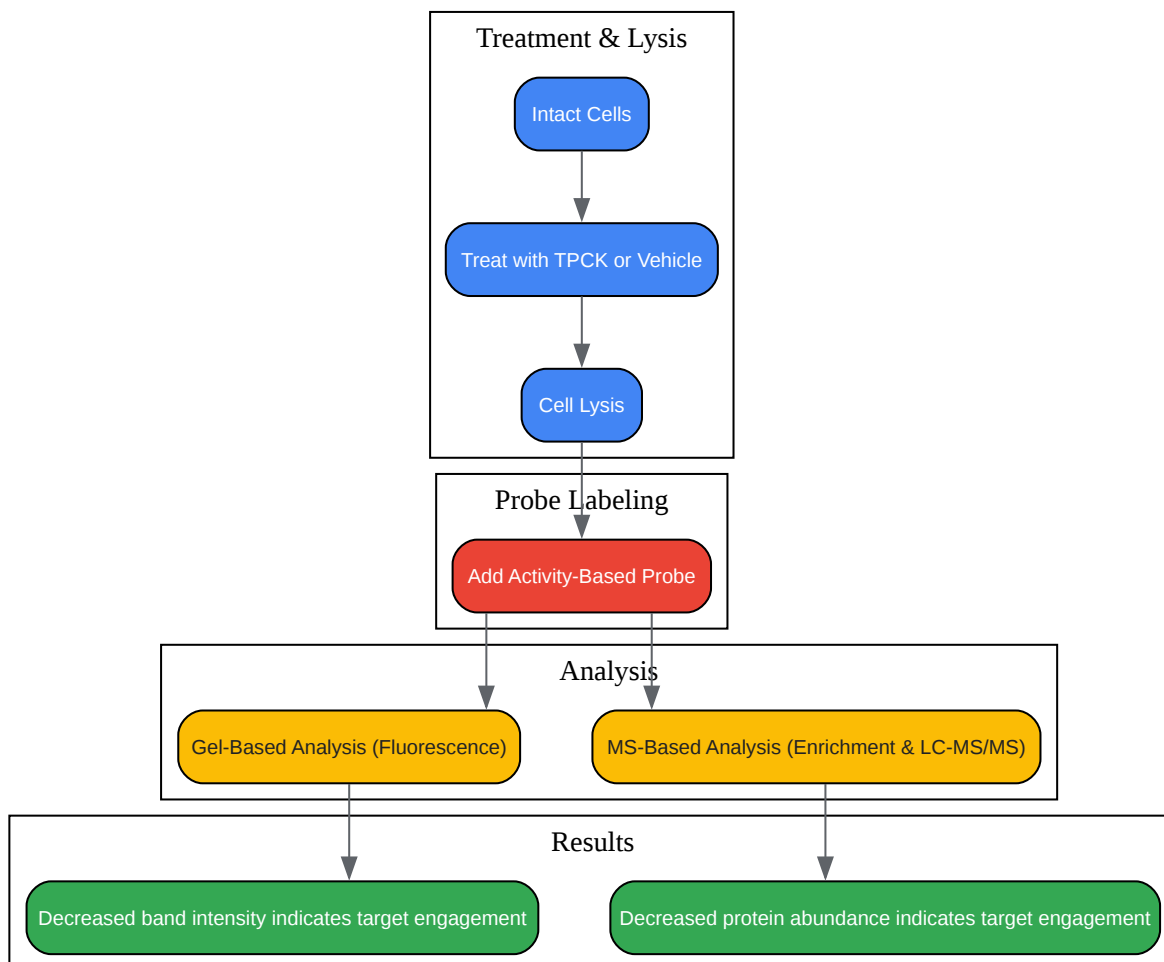 Treatment & Lysis
Intact Cells
Treat with TPCK or Vehicle
Cell Lysis
Probe Labeling
Add Activity-Based Probe
Analysis
Gel-Based Analysis (Fluorescence)
MS-Based Analysis (Enrichment & LC-MS/MS)
Results
Decreased band intensity indicates target engagement
Decreased protein abundance indicates target engagement